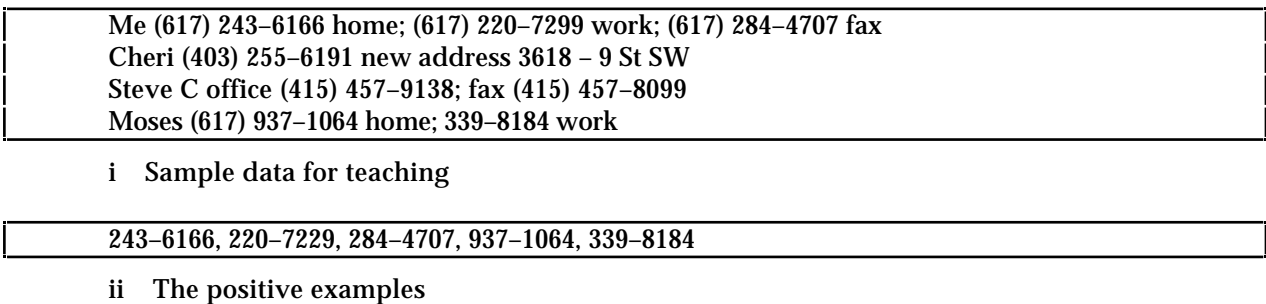 Me (617) 243–6166 home; (617) 220–7299 work; (617) 284–4707 fax
Cheri (403) 255–6191 new address 3618 – 9 St SW
Steve C office (415) 457–9138; fax (415) 457–8099
Moses (617) 937–1064 home; 339–8184 work
i Sample data for teaching
243–6166, 220–7229, 284–4707, 937–1064, 339–8184
ii The positive examples